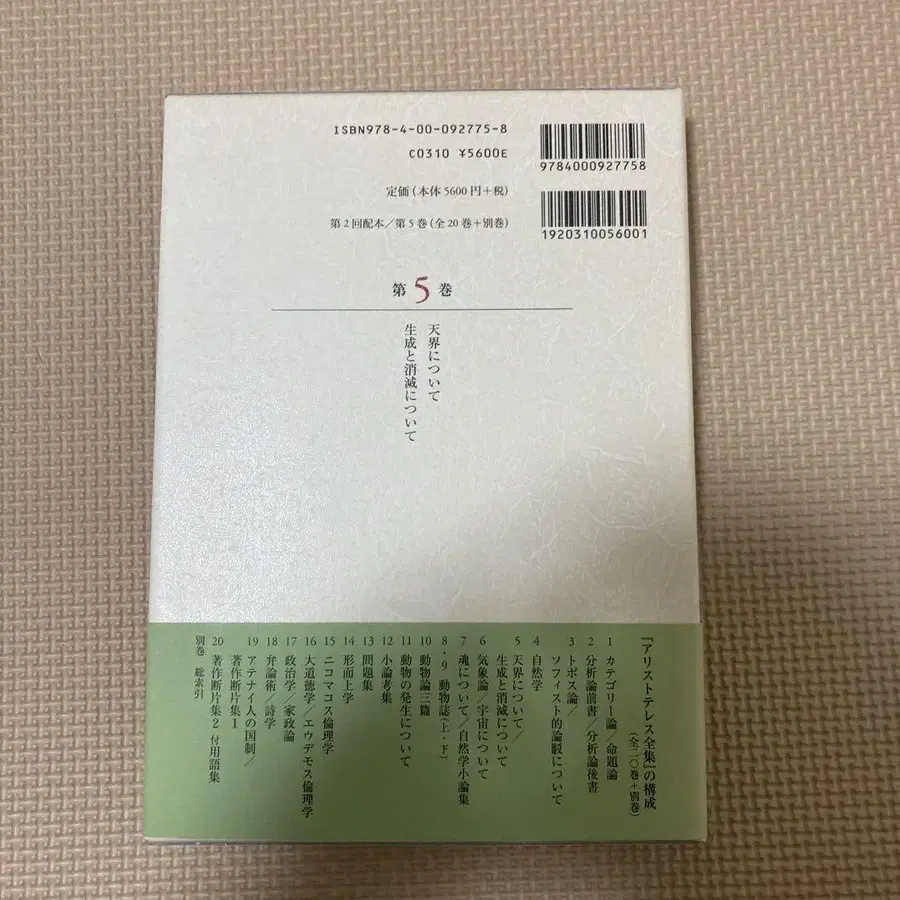 ISBN978-4-00-092775-8
C0310 ¥5600E
9784000927758
定価(本体5600円+税)
第2回配本/第5巻(全20巻+別巻)
1920310056001
第5巻
天界について
生成と消滅について
『アリストテレス全集』の構成
(全二〇巻+別巻)
1 カテゴリー論/命題論
2 分析論前書/分析論後書
3 トポス論/
ソフィスト的論駁について
4 自然学
5 天界について/
生成と消滅について
6 気象論/宇宙について
7 魂について/自然学小論集
8・9 動物誌(上・下)
10 動物論三篇
11 動物の発生について
12 小論考集
13 問題集
14 形而上学
15 ニコマコス倫理学
16 大道徳学/エウデモス倫理学
17 政治学/家政論
18 弁論術/詩学
19 アテナイ人の国制/
著作断片集1
20 著作断片集2 付用語集
別巻 総索引